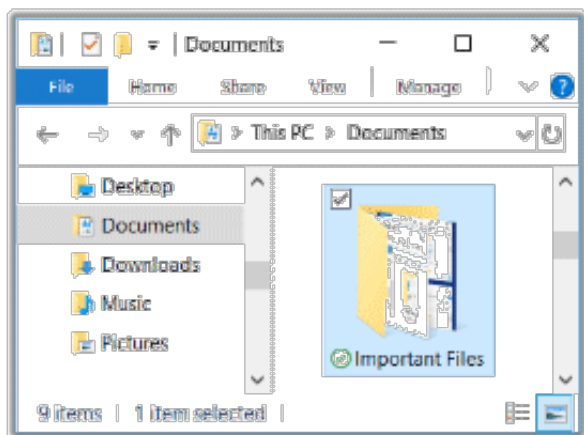 Documents
File Home Share View Manage ?
This PC > Documents
Desktop
Documents
Downloads
Music
Pictures
Important Files
9 items | 1 item selected |